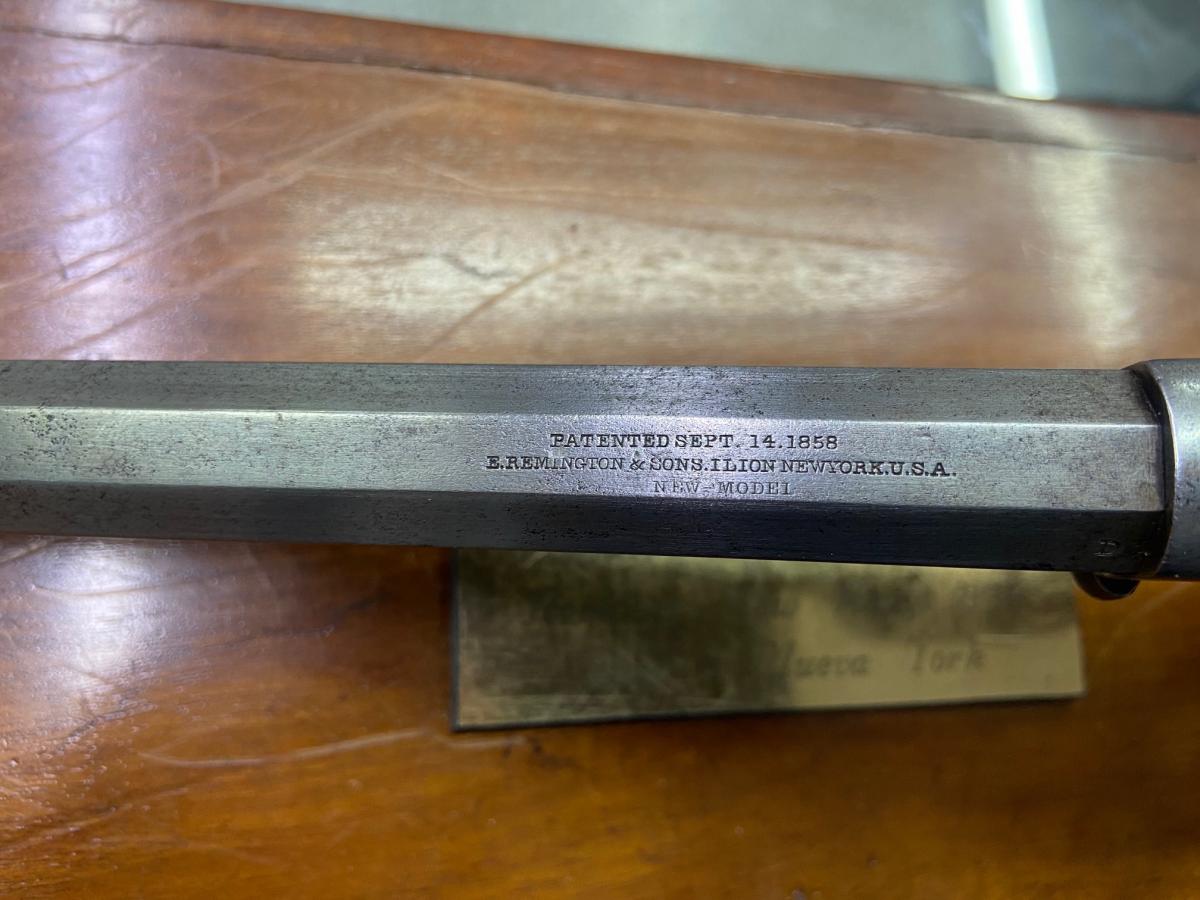 PATENTED SEPT. 14.1858
E.REMINGTON & SONS.ILION NEWYORK.U.S.A.
NEW-MODEL
D
Nueva York